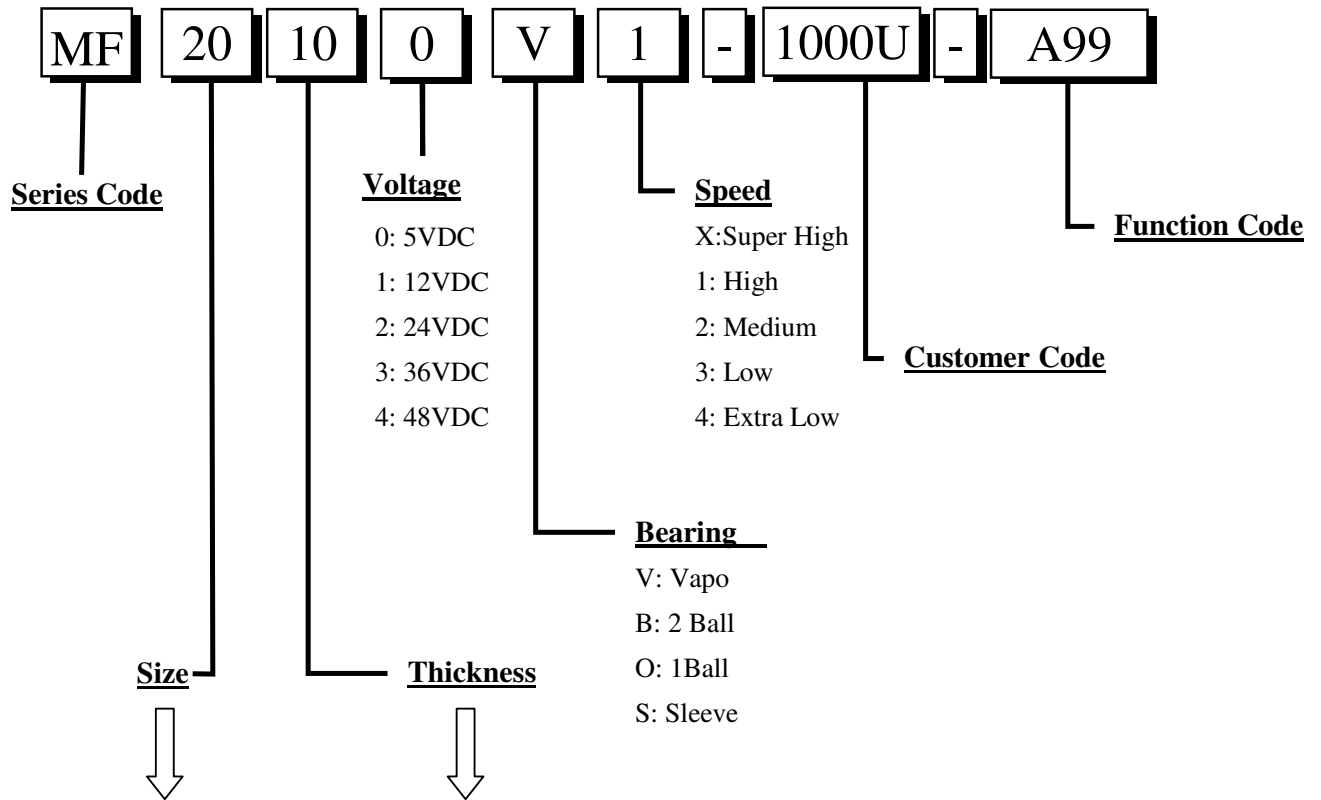 MF 20 10 0 V 1 - 1000U - A99
Series Code
Voltage
0: 5VDC
1: 12VDC
2: 24VDC
3: 36VDC
4: 48VDC
Speed
X:Super High
1: High
2: Medium
3: Low
4: Extra Low
Function Code
Customer Code
Bearing
V: Vapo
B: 2 Ball
O: 1Ball
S: Sleeve
Size
Thickness